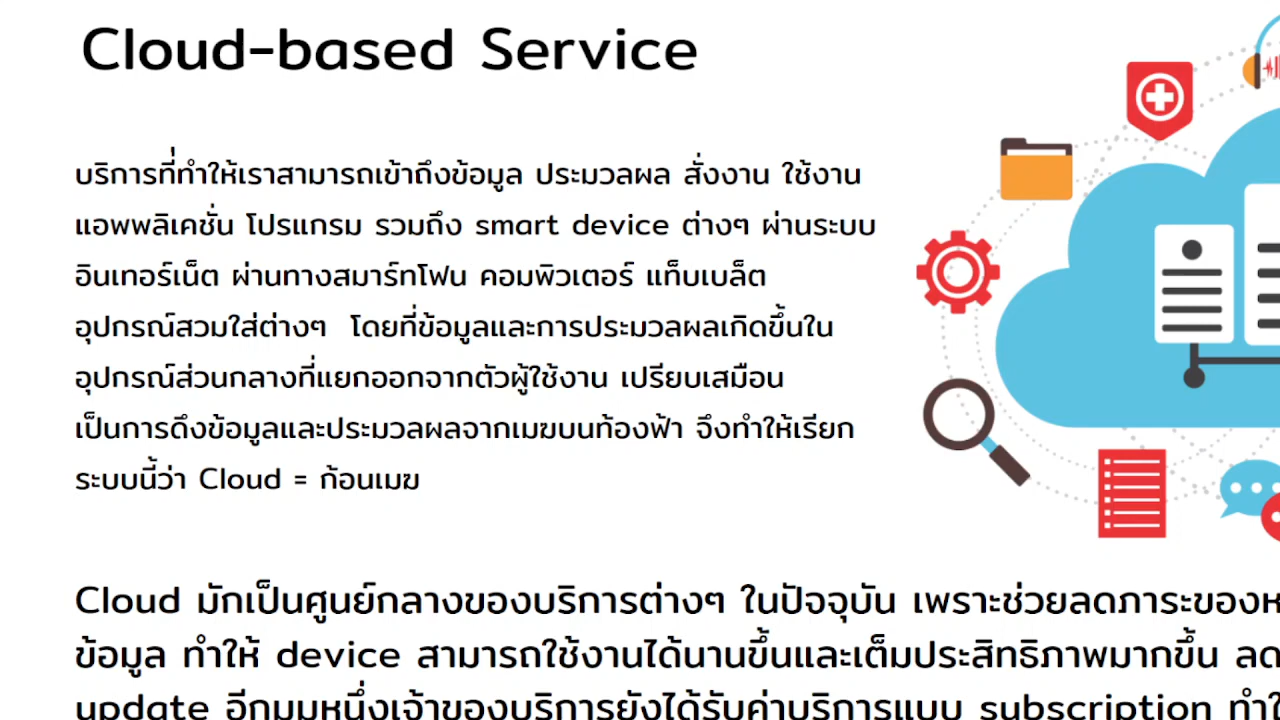 Cloud-based Service
บริการที่ทำให้เราสามารถเข้าถึงข้อมูล ประมวลผล สั่งงาน ใช้งาน
แอพพลิเคชั่น โปรแกรม รวมถึง smart device ต่างๆ ผ่านระบบ
อินเทอร์เน็ต ผ่านทางสมาร์ทโฟน คอมพิวเตอร์ แท็บเบล็ต
อุปกรณ์สวมใส่ต่างๆ โดยที่ข้อมูลและการประมวลผลเกิดขึ้นใน
อุปกรณ์ส่วนกลางที่แยกออกจากตัวผู้ใช้งาน เปรียบเสมือน
เป็นการดึงข้อมูลและประมวลผลจากเมฆบนท้องฟ้า จึงทำให้เรียก
ระบบนี้ว่า Cloud = ก้อนเมฆ
Cloud มักเป็นศูนย์กลางของบริการต่างๆ ในปัจจุบัน เพราะช่วยลดภาระของ
ข้อมูล ทำให้ device สามารถใช้งานได้นานขึ้นและเต็มประสิทธิภาพมากขึ้น ลด
update อีกมุมหนึ่งเจ้าของบริการยังได้รับค่าบริการแบบ subscription